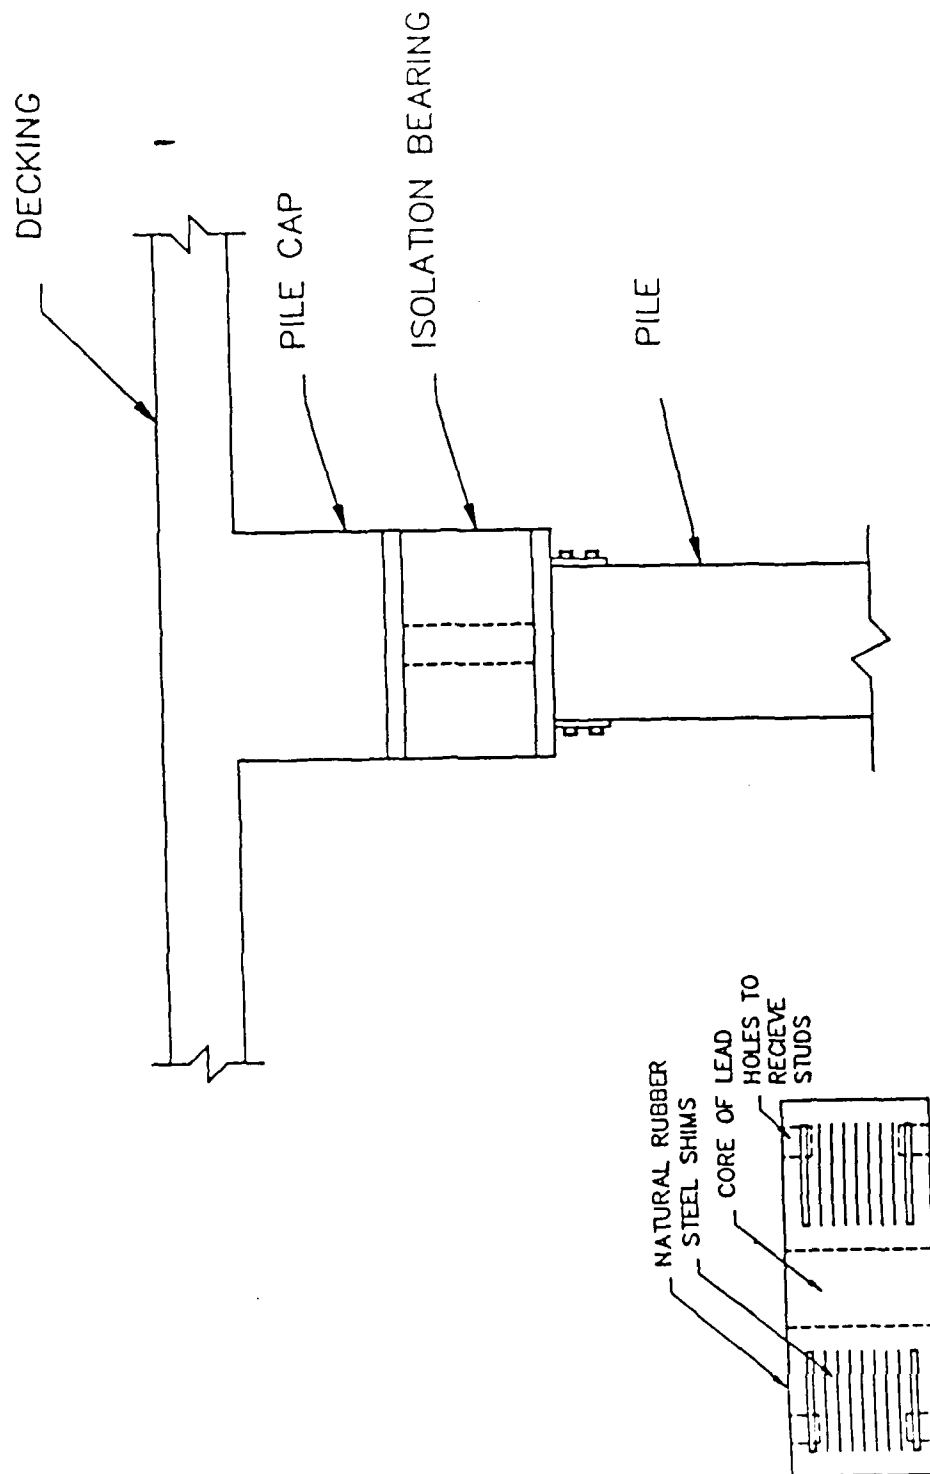 DECKING
PILE CAP
ISOLATION BEARING
PILE
NATURAL RUBBER
STEEL SHIMS
CORE OF LEAD
HOLES TO
RECIEVE
STUDS